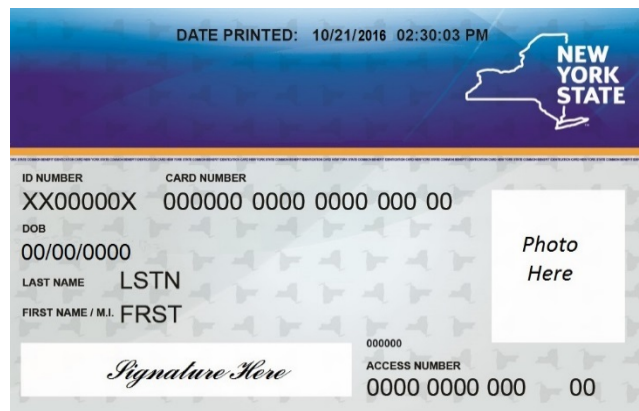 DATE PRINTED: 10/21/2016 02:30:03 PM
NEW
YORK
STATE
ID NUMBER CARD NUMBER
XX00000X 000000 0000 0000 000 00
DOB
00/00/0000
Photo
Here
LAST NAME LSTN
FIRST NAME / M.I. FRST
Signature Here
000000
ACCESS NUMBER
0000 0000 000 00